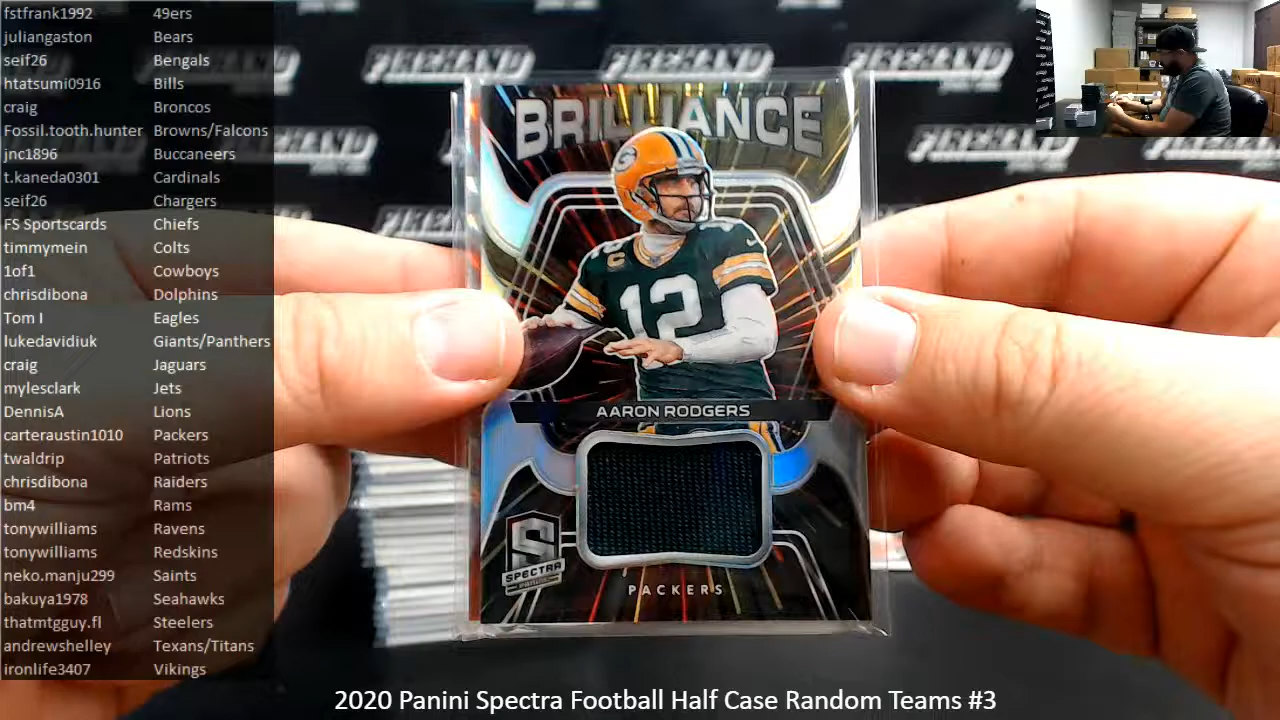 fstfrank1992 49ers
juliangaston Bears
seif26 Bengals
htatsumi0916 Bills
craig Broncos
Fossil.tooth.hunter Browns/Falcons
jnc1896 Buccaneers
t.kaneda0301 Cardinals
seif26 Chargers
FS Sportscards Chiefs
timmymein Colts
1of1 Cowboys
chrisdibona Dolphins
Tom I Eagles
lukedavidiuk Giants/Panthers
craig Jaguars
mylesclark Jets
DennisA Lions
carteraustin1010 Packers
twaldrip Patriots
chrisdibona Raiders
bm4 Rams
tonywilliams Ravens
tonywilliams Redskins
neko.manju299 Saints
bakuya1978 Seahawks
thatmtgguy.fl Steelers
andrewshelley Texans/Titans
ironlife3407 Vikings
BRILLIANCE
G
12
12
C
AARON RODGERS
S
SPECTRA
PACKERS
FIREHAND
FIREHAND
FIREHAND
2020 Panini Spectra Football Half Case Random Teams #3